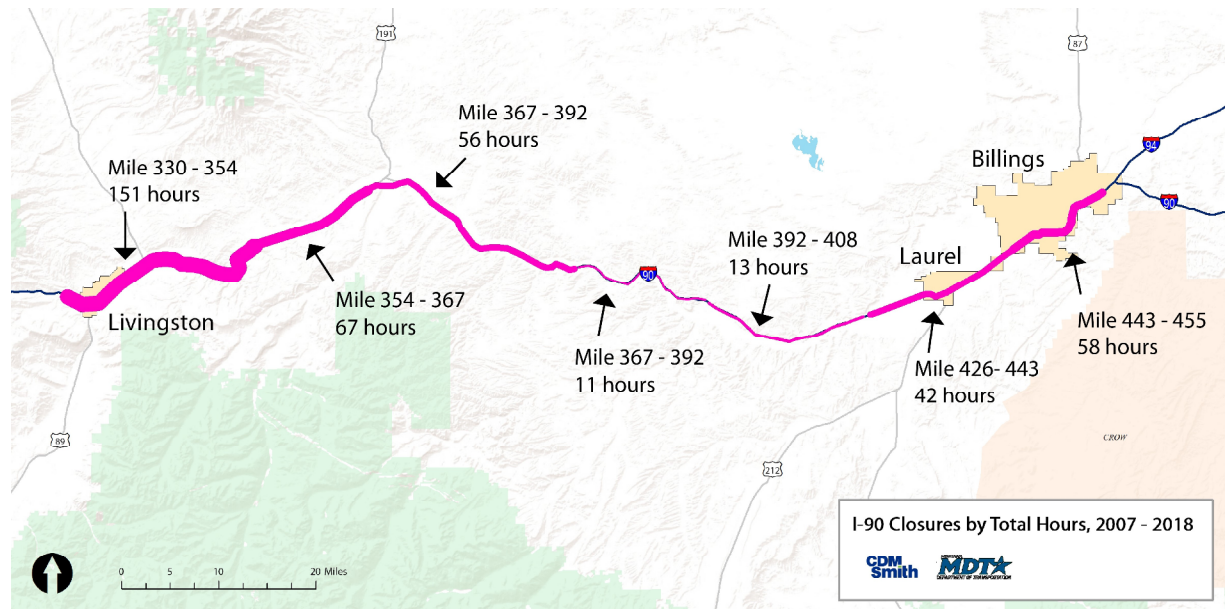 191
87
Mile 367 - 392
56 hours
94
Billings
Mile 330 - 354
151 hours
90
Mile 392 - 408
13 hours
Laurel
90
Mile 354 - 367
67 hours
Livingston
Mile 443 - 455
58 hours
Mile 367 - 392
11 hours
Mile 426- 443
42 hours
89
CROW
212
I-90 Closures by Total Hours, 2007 - 2018
CDM
Smith
MDT
DEPARTMENT OF TRANSPORTATION
0 5 10 20 Miles